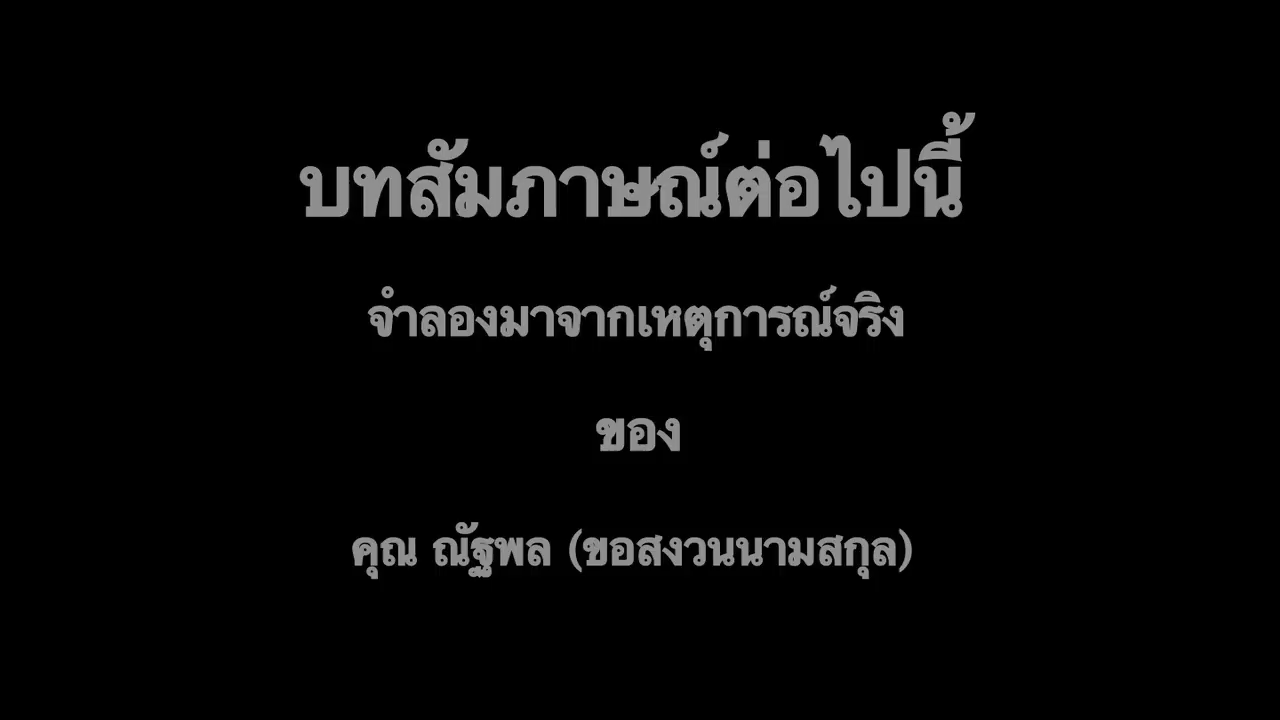 บทสัมภาษณ์ต่อไปนี้
จำลองมาจากเหตุการณ์จริง
ของ
คุณ ณัฐพล (ขอสงวนนามสกุล)